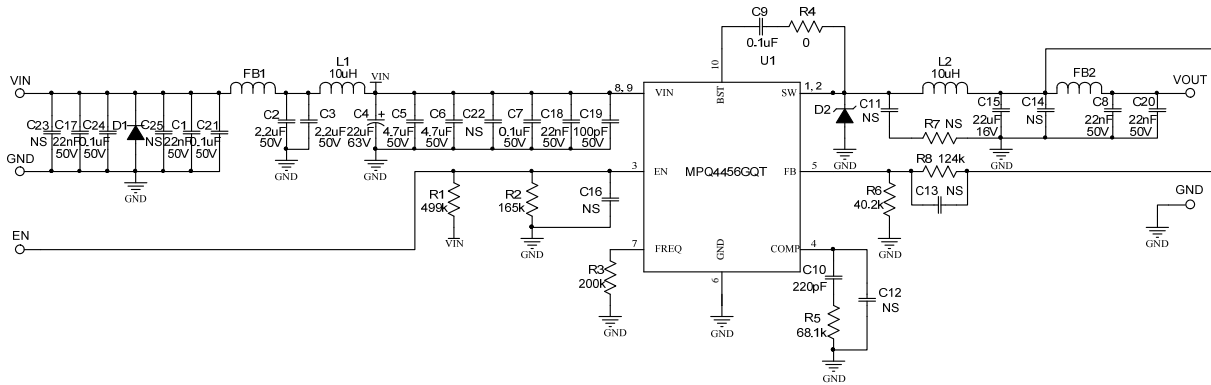 C9
0.1uF
R4
0
U1
VIN
FB1
L1
10uH
VIN
8, 9
VIN
10
BST
SW
1, 2
L2
10uH
FB2
VOUT
C23
NS
C17
22nF
50V
C24
0.1uF
50V
D1
C25
NS
C1
22nF
50V
C21
0.1uF
50V
C2
2.2uF
50V
C3
2.2uF
50V
C4
+
22uF
63V
C5
4.7uF
50V
C6
4.7uF
50V
C22
NS
C7
0.1uF
50V
C18
22nF
50V
C19
100pF
50V
D2
C11
NS
R7
NS
C15
22uF
16V
C14
NS
C8
22nF
50V
C20
22nF
50V
GND
GND
GND
GND
GND
GND
GND
3
EN
MPQ4456GQT
FB
5
R8
124k
C13
NS
R1
499k
VIN
R2
165k
GND
C16
NS
R6
40.2k
GND
GND
GND
EN
7
FREQ
GND
6
COMP
4
R3
200k
GND
GND
C10
220pF
C12
NS
R5
68.1k
GND